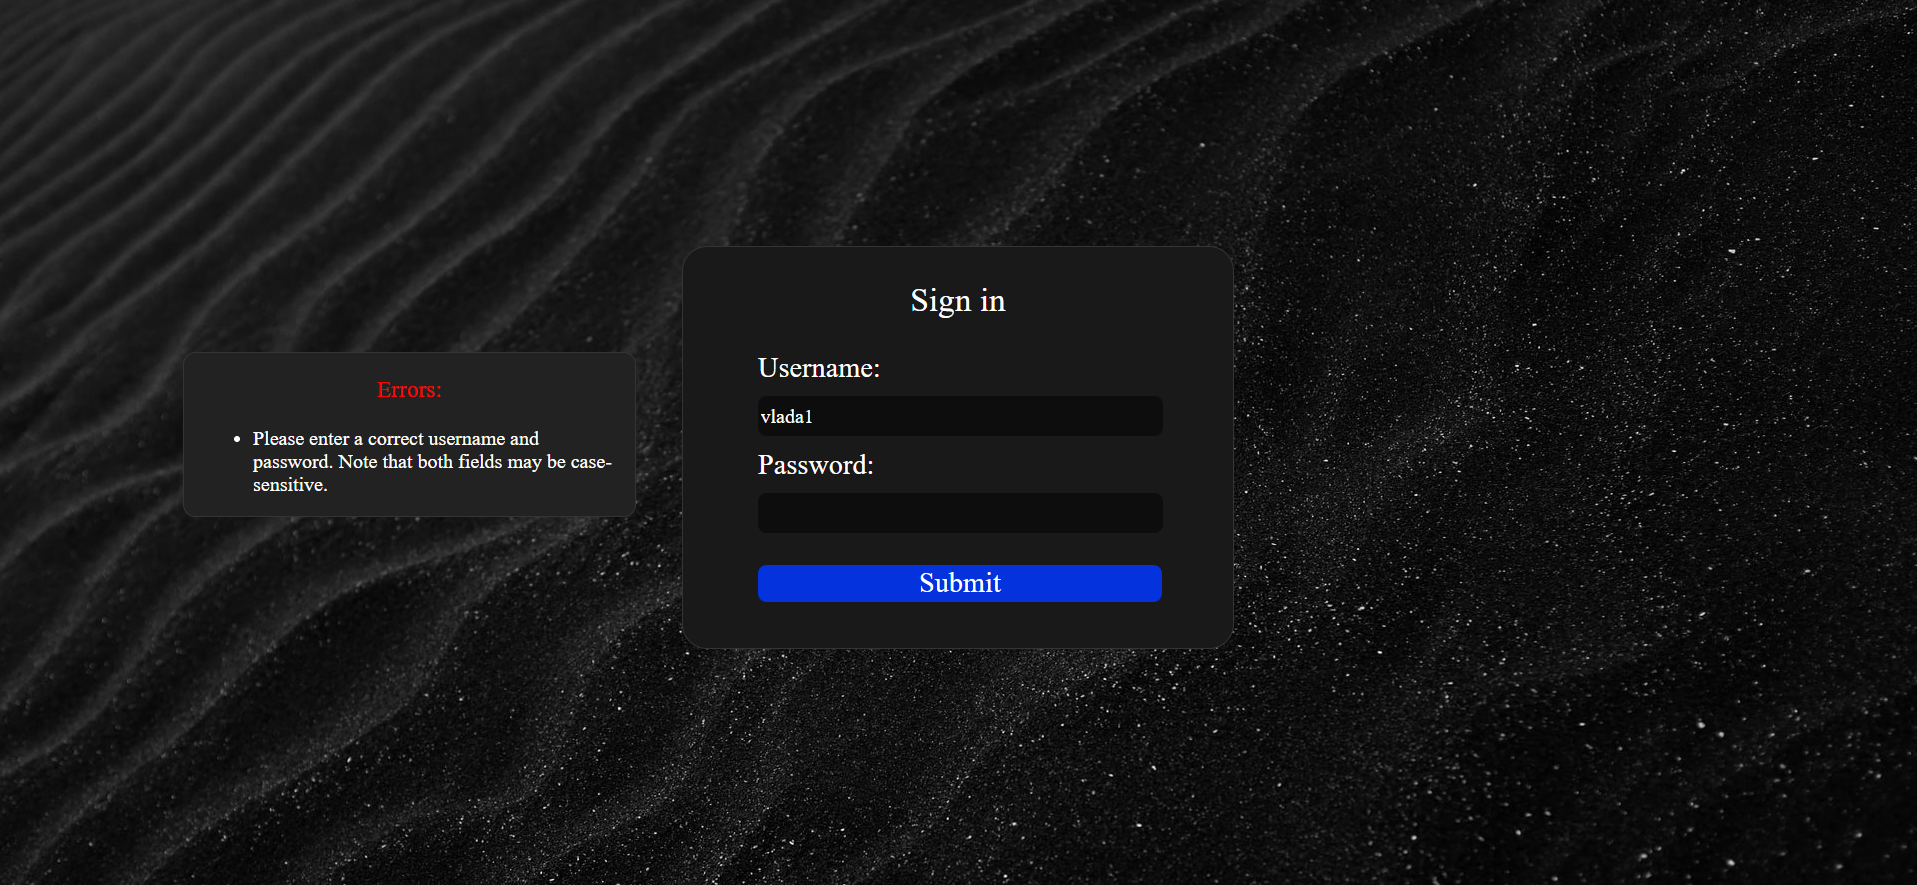 Sign in
Username:
vlada1
Password:
Submit
Errors:
Please enter a correct username and
password. Note that both fields may be case-
sensitive.